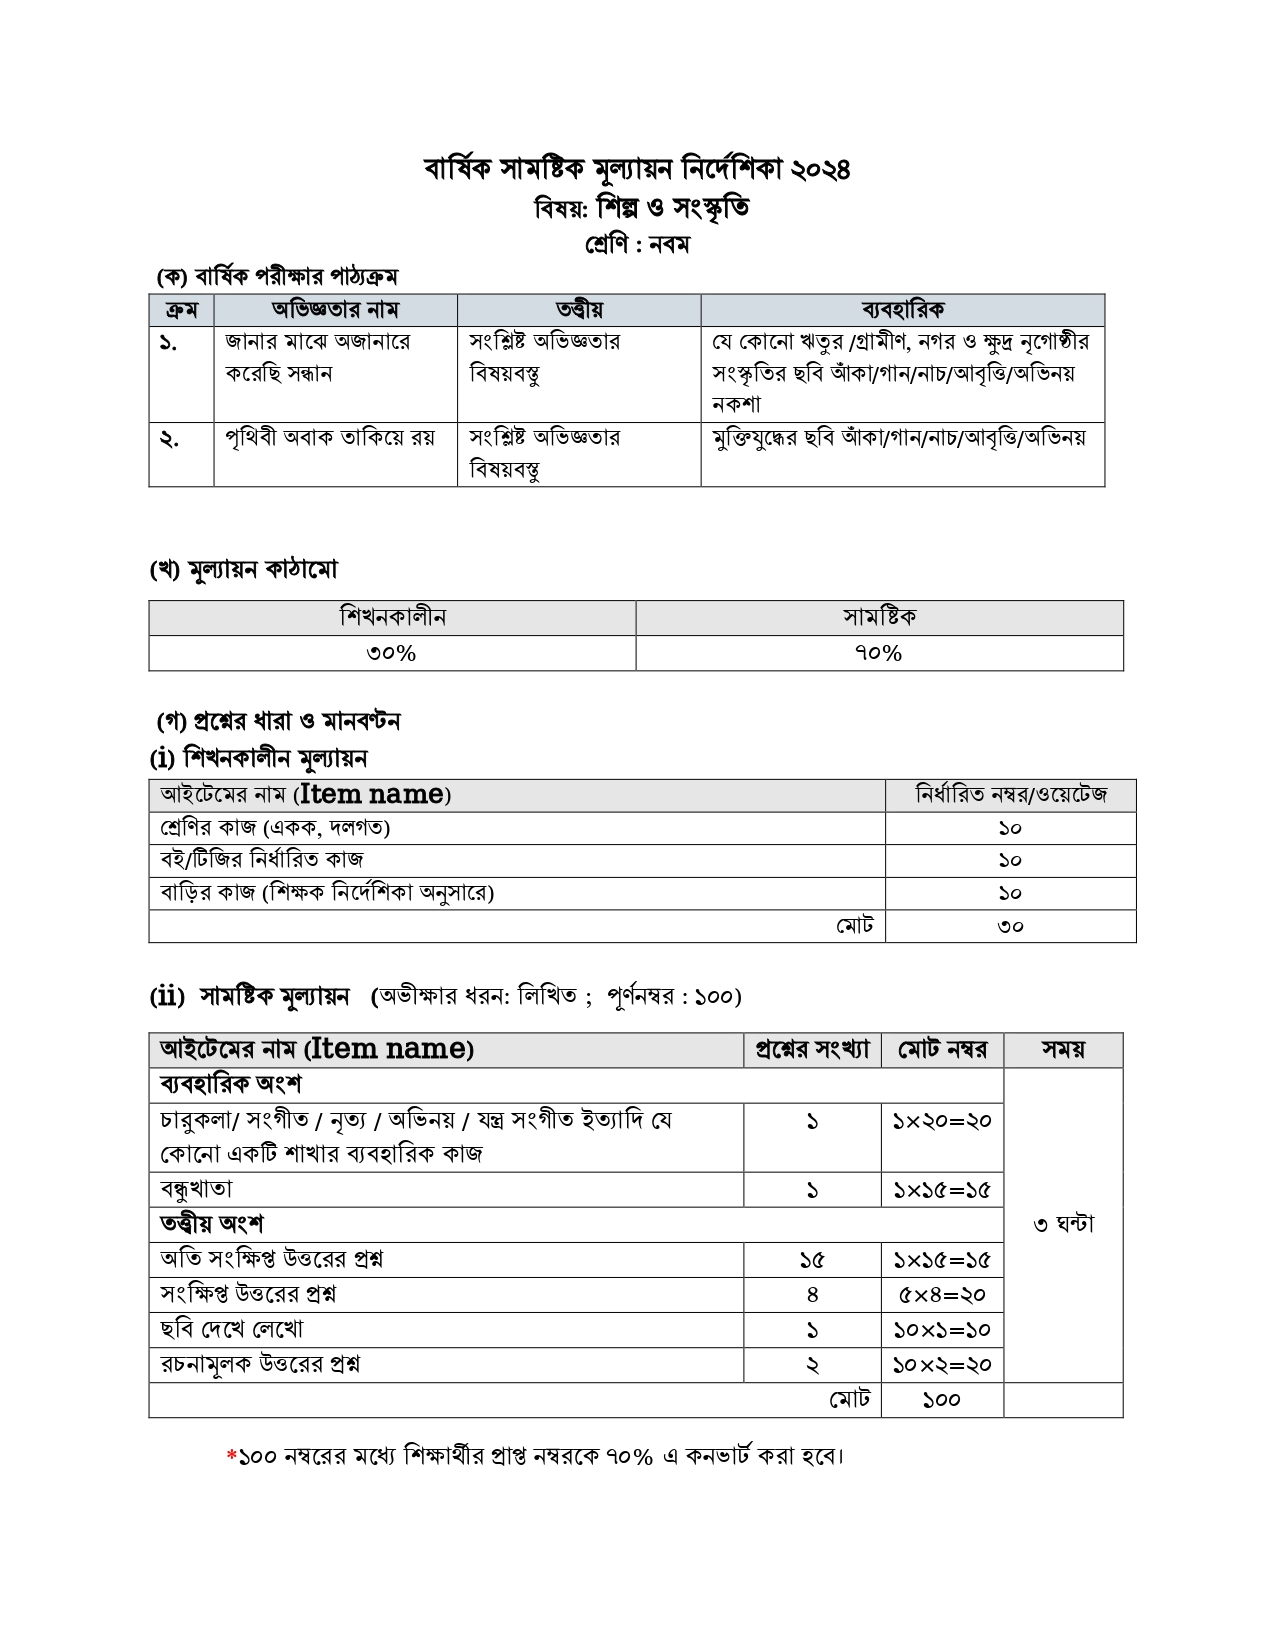 বার্ষিক সামষ্টিক মূল্যায়ন নির্দেশিকা ২০২৪
বিষয়: শিল্প ও সংস্কৃতি
শ্রেণি : নবম
(ক) বার্ষিক পরীক্ষার পাঠ্যক্রম
ক্রম অভিজ্ঞতার নাম তত্ত্বীয় ব্যবহারিক
১. জানার মাঝে অজানারে সংশ্লিষ্ট অভিজ্ঞতার যে কোনো ঋতুর /গ্রামীণ, নগর ও ক্ষুদ্র নৃগোষ্ঠীর
করেছি সন্ধান বিষয়বস্তু সংস্কৃতির ছবি আঁকা/গান/নাচ/আবৃত্তি/অভিনয়
নকশা
২. পৃথিবী অবাক তাকিয়ে রয় সংশ্লিষ্ট অভিজ্ঞতার মুক্তিযুদ্ধের ছবি আঁকা/গান/নাচ/আবৃত্তি/অভিনয়
বিষয়বস্তু
(খ) মূল্যায়ন কাঠামো
শিখনকালীন সামষ্টিক
৩০% ৭০%
(গ) প্রশ্নের ধারা ও মানবণ্টন
(i) শিখনকালীন মূল্যায়ন
আইটেমের নাম (Item name) নির্ধারিত নম্বর/ওয়েটেজ
শ্রেণির কাজ (একক, দলগত) ১০
বই/টিজির নির্ধারিত কাজ ১০
বাড়ির কাজ (শিক্ষক নির্দেশিকা অনুসারে) ১০
মোট ৩০
(ii) সামষ্টিক মূল্যায়ন (অভীক্ষার ধরন: লিখিত ; পূর্ণনম্বর : ১০০)
আইটেমের নাম (Item name) প্রশ্নের সংখ্যা মোট নম্বর সময়
ব্যবহারিক অংশ
চারুকলা/ সংগীত / নৃত্য / অভিনয় / যন্ত্র সংগীত ইত্যাদি যে ১ ১×২০=২০
কোনো একটি শাখার ব্যবহারিক কাজ
বন্ধুখাতা ১ ১×১৫=১৫
তত্ত্বীয় অংশ ৩ ঘন্টা
অতি সংক্ষিপ্ত উত্তরের প্রশ্ন ১৫ ১×১৫=১৫
সংক্ষিপ্ত উত্তরের প্রশ্ন ৪ ৫×৪=২০
ছবি দেখে লেখো ১ ১০×১=১০
রচনামূলক উত্তরের প্রশ্ন ২ ১০×২=২০
মোট ১০০
*১০০ নম্বরের মধ্যে শিক্ষার্থীর প্রাপ্ত নম্বরকে ৭০% এ কনভার্ট করা হবে।